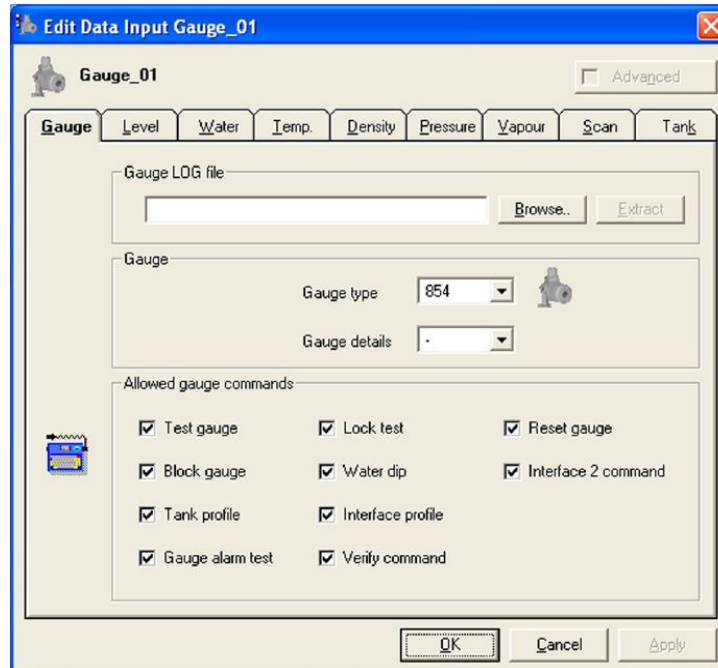 Edit Data Input Gauge_01
Gauge_01
Advanced
Gauge Level Water Temp. Density Pressure Vapour Scan Tank
Gauge LOG file
Browse.. Extract
Gauge
Gauge type 854
Gauge details -
Allowed gauge commands
Test gauge Lock test Reset gauge
Block gauge Water dip Interface 2 command
Tank profile Interface profile
Gauge alarm test Verify command
OK Cancel Apply